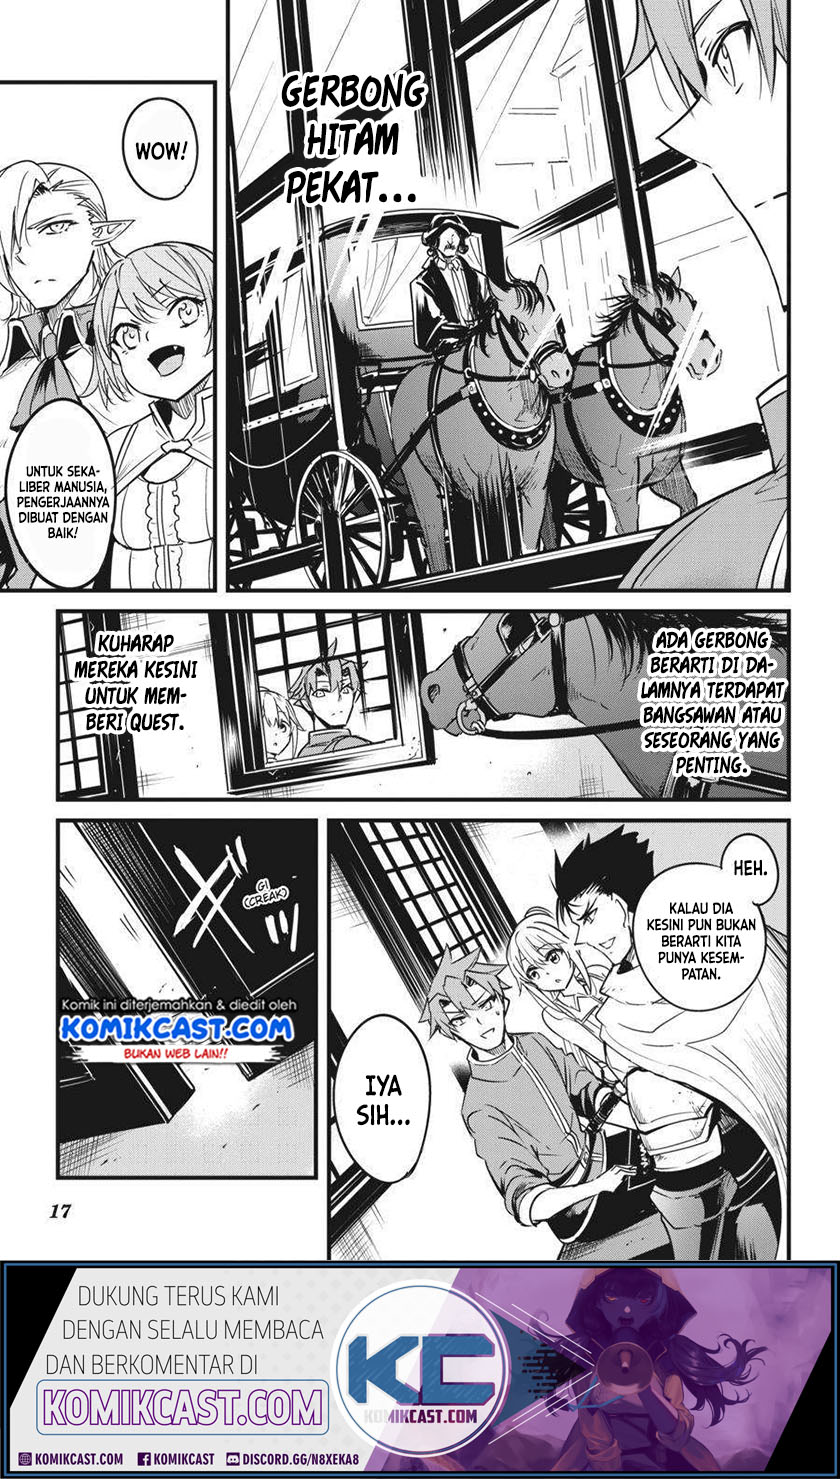 GERBONG
HITAM
PEKAT...
WOW!
UNTUK SEKA-
LIBER MANUSIA,
PENGERJAANNYA
DIBUAT DENGAN
BAIK!
ADA GERBONG
BERARTI DI DA-
LAMNYA TERDAPAT
BANGSAWAN ATAU
SESEORANG YANG
PENTING.
KUHARAP
MEREKA KESINI
UNTUK MEM-
BERI QUEST.
HEH.
KALAU DIA
KESINI PUN BUKAN
BERARTI KITA
PUNYA KESEM-
PATAN.
IYA
SIH...
ギッ
GI
(CREAK)
Komik ini diterjemahkan & diedit oleh
KOMIKCAST.COM
BUKAN WEB LAIN!!
17
DUKUNG TERUS KAMI
DENGAN SELALU MEMBACA
DAN BERKOMENTAR DI
KOMIKCAST.COM
KC
KOMIKCAST.COM
KOMIKCAST.COM KOMIKCAST DISCORD.GG/N8XEKA8